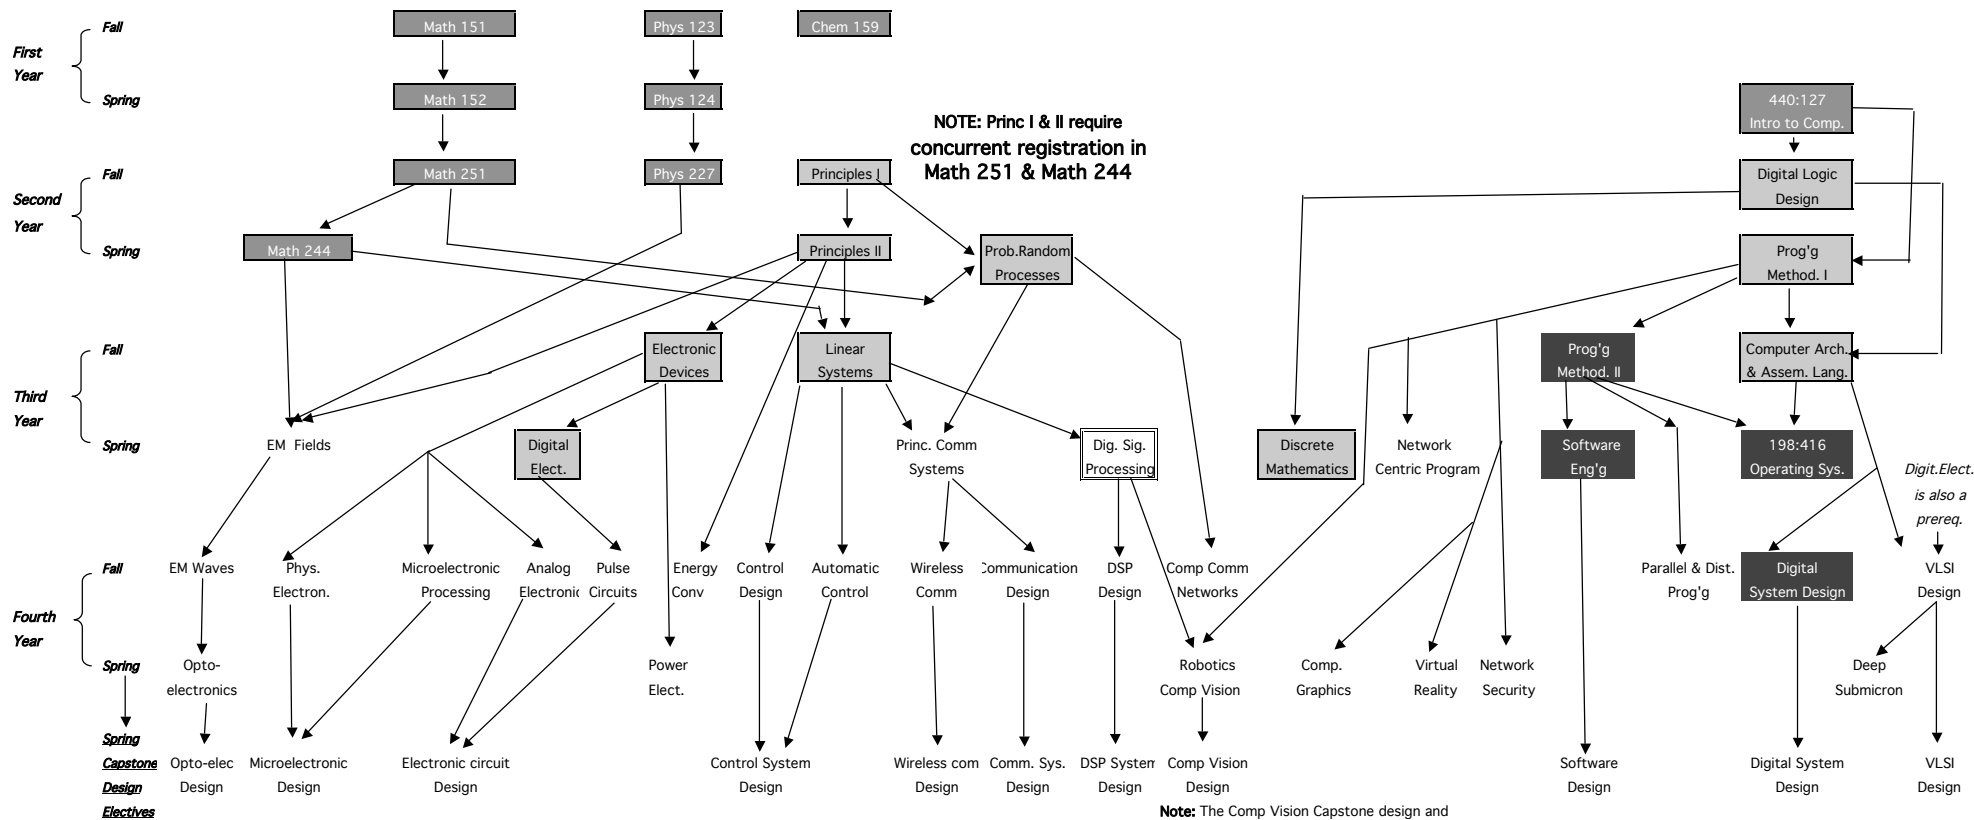 Fall
Math 151
Phys 123
Chem 159
First
Year
Spring
Math 152
Phys 124
440:127
Intro to Comp.
NOTE: Princ I & II require
concurrent registration in
Math 251 & Math 244
Fall
Math 251
Phys 227
Principles I
Digital Logic
Design
Second
Year
Spring
Math 244
Principles II
Prob.Random
Processes
Prog'g
Method. I
Fall
Electronic
Devices
Linear
Systems
Prog'g
Method. II
Computer Arch.
& Assem. Lang.
Third
Year
Spring
EM Fields
Digital
Elect.
Princ. Comm
Systems
Dig. Sig.
Processing
Discrete
Mathematics
Network
Centric Program
Software
Eng'g
198:416
Operating Sys.
Digit.Elect.
is also a
prereq.
Fall
EM Waves
Phys.
Electron.
Microelectronic
Processing
Analog
Electronic
Pulse
Circuits
Energy
Conv
Control
Design
Automatic
Control
Wireless
Comm
Communication
Design
DSP
Design
Comp Comm
Networks
Parallel & Dist.
Prog'g
Digital
System Design
VLSI
Design
Fourth
Year
Spring
Opto-
electronics
Power
Elect.
Robotics
Comp Vision
Comp.
Graphics
Virtual
Reality
Network
Security
Deep
Submicron
Spring
Capstone
Design
Electives
Opto-elec
Design
Microelectronic
Design
Electronic circuit
Design
Control System
Design
Wireless com
Design
Comm. Sys.
Design
DSP System
Design
Comp Vision
Design
Software
Design
Digital System
Design
VLSI
Design
Note: The Comp Vision Capstone design and